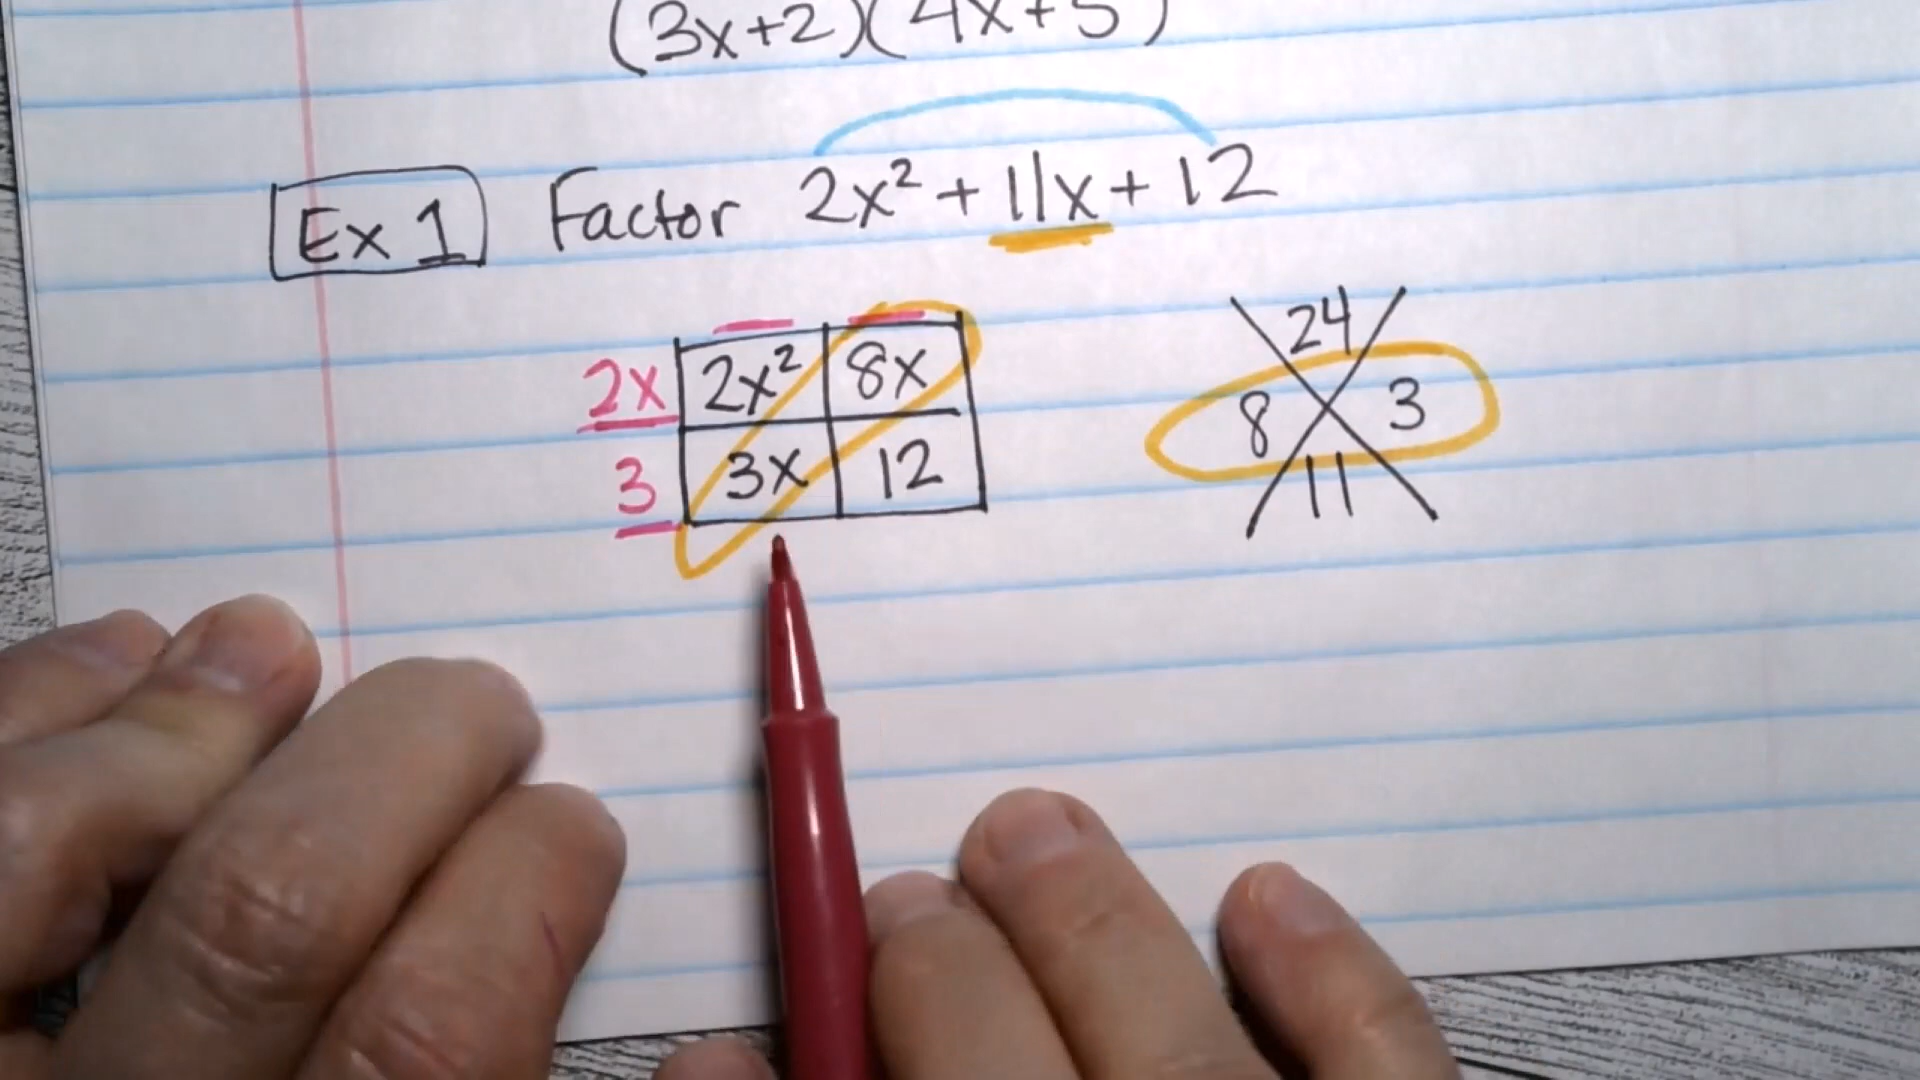 (3x+2)(4x+5)
Ex 1 Factor 2x² + 11x + 12
2x 2x² 8x
3 3x 12
24
8 3
11